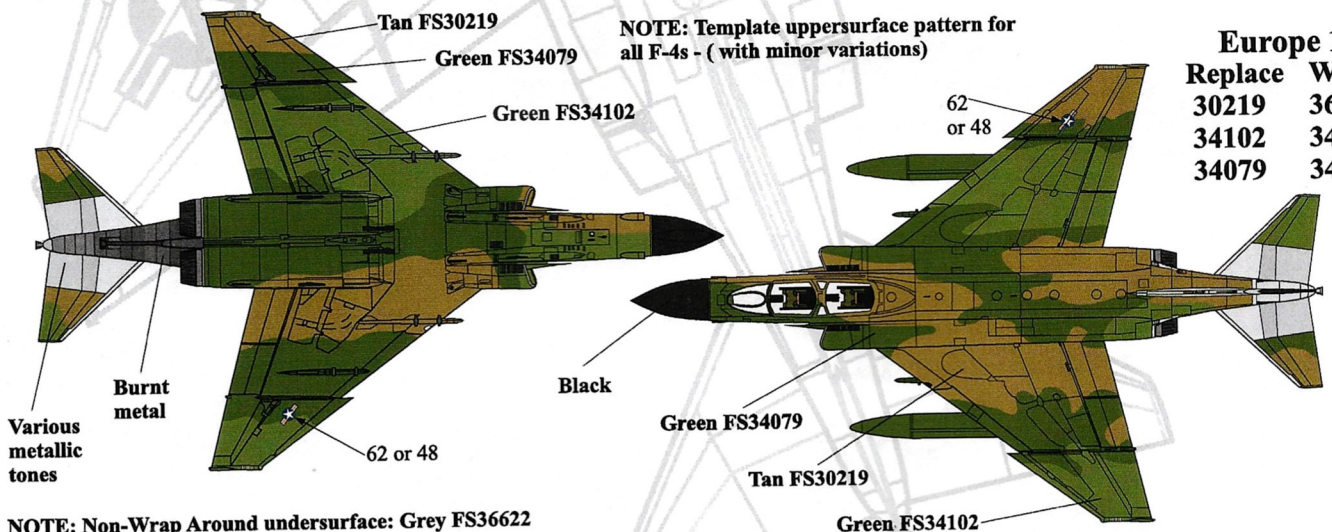 Tan FS30219
Green FS34079
Green FS34102
NOTE: Template uppersurface pattern for
all F-4s - ( with minor variations)
Europe
Replace
30219
34102
34079
62
or 48
Various
metallic
tones
Burnt
metal
62 or 48
Black
Green FS34079
Tan FS30219
Green FS34102
NOTE: Non-Wrap Around undersurface: Grey FS36622